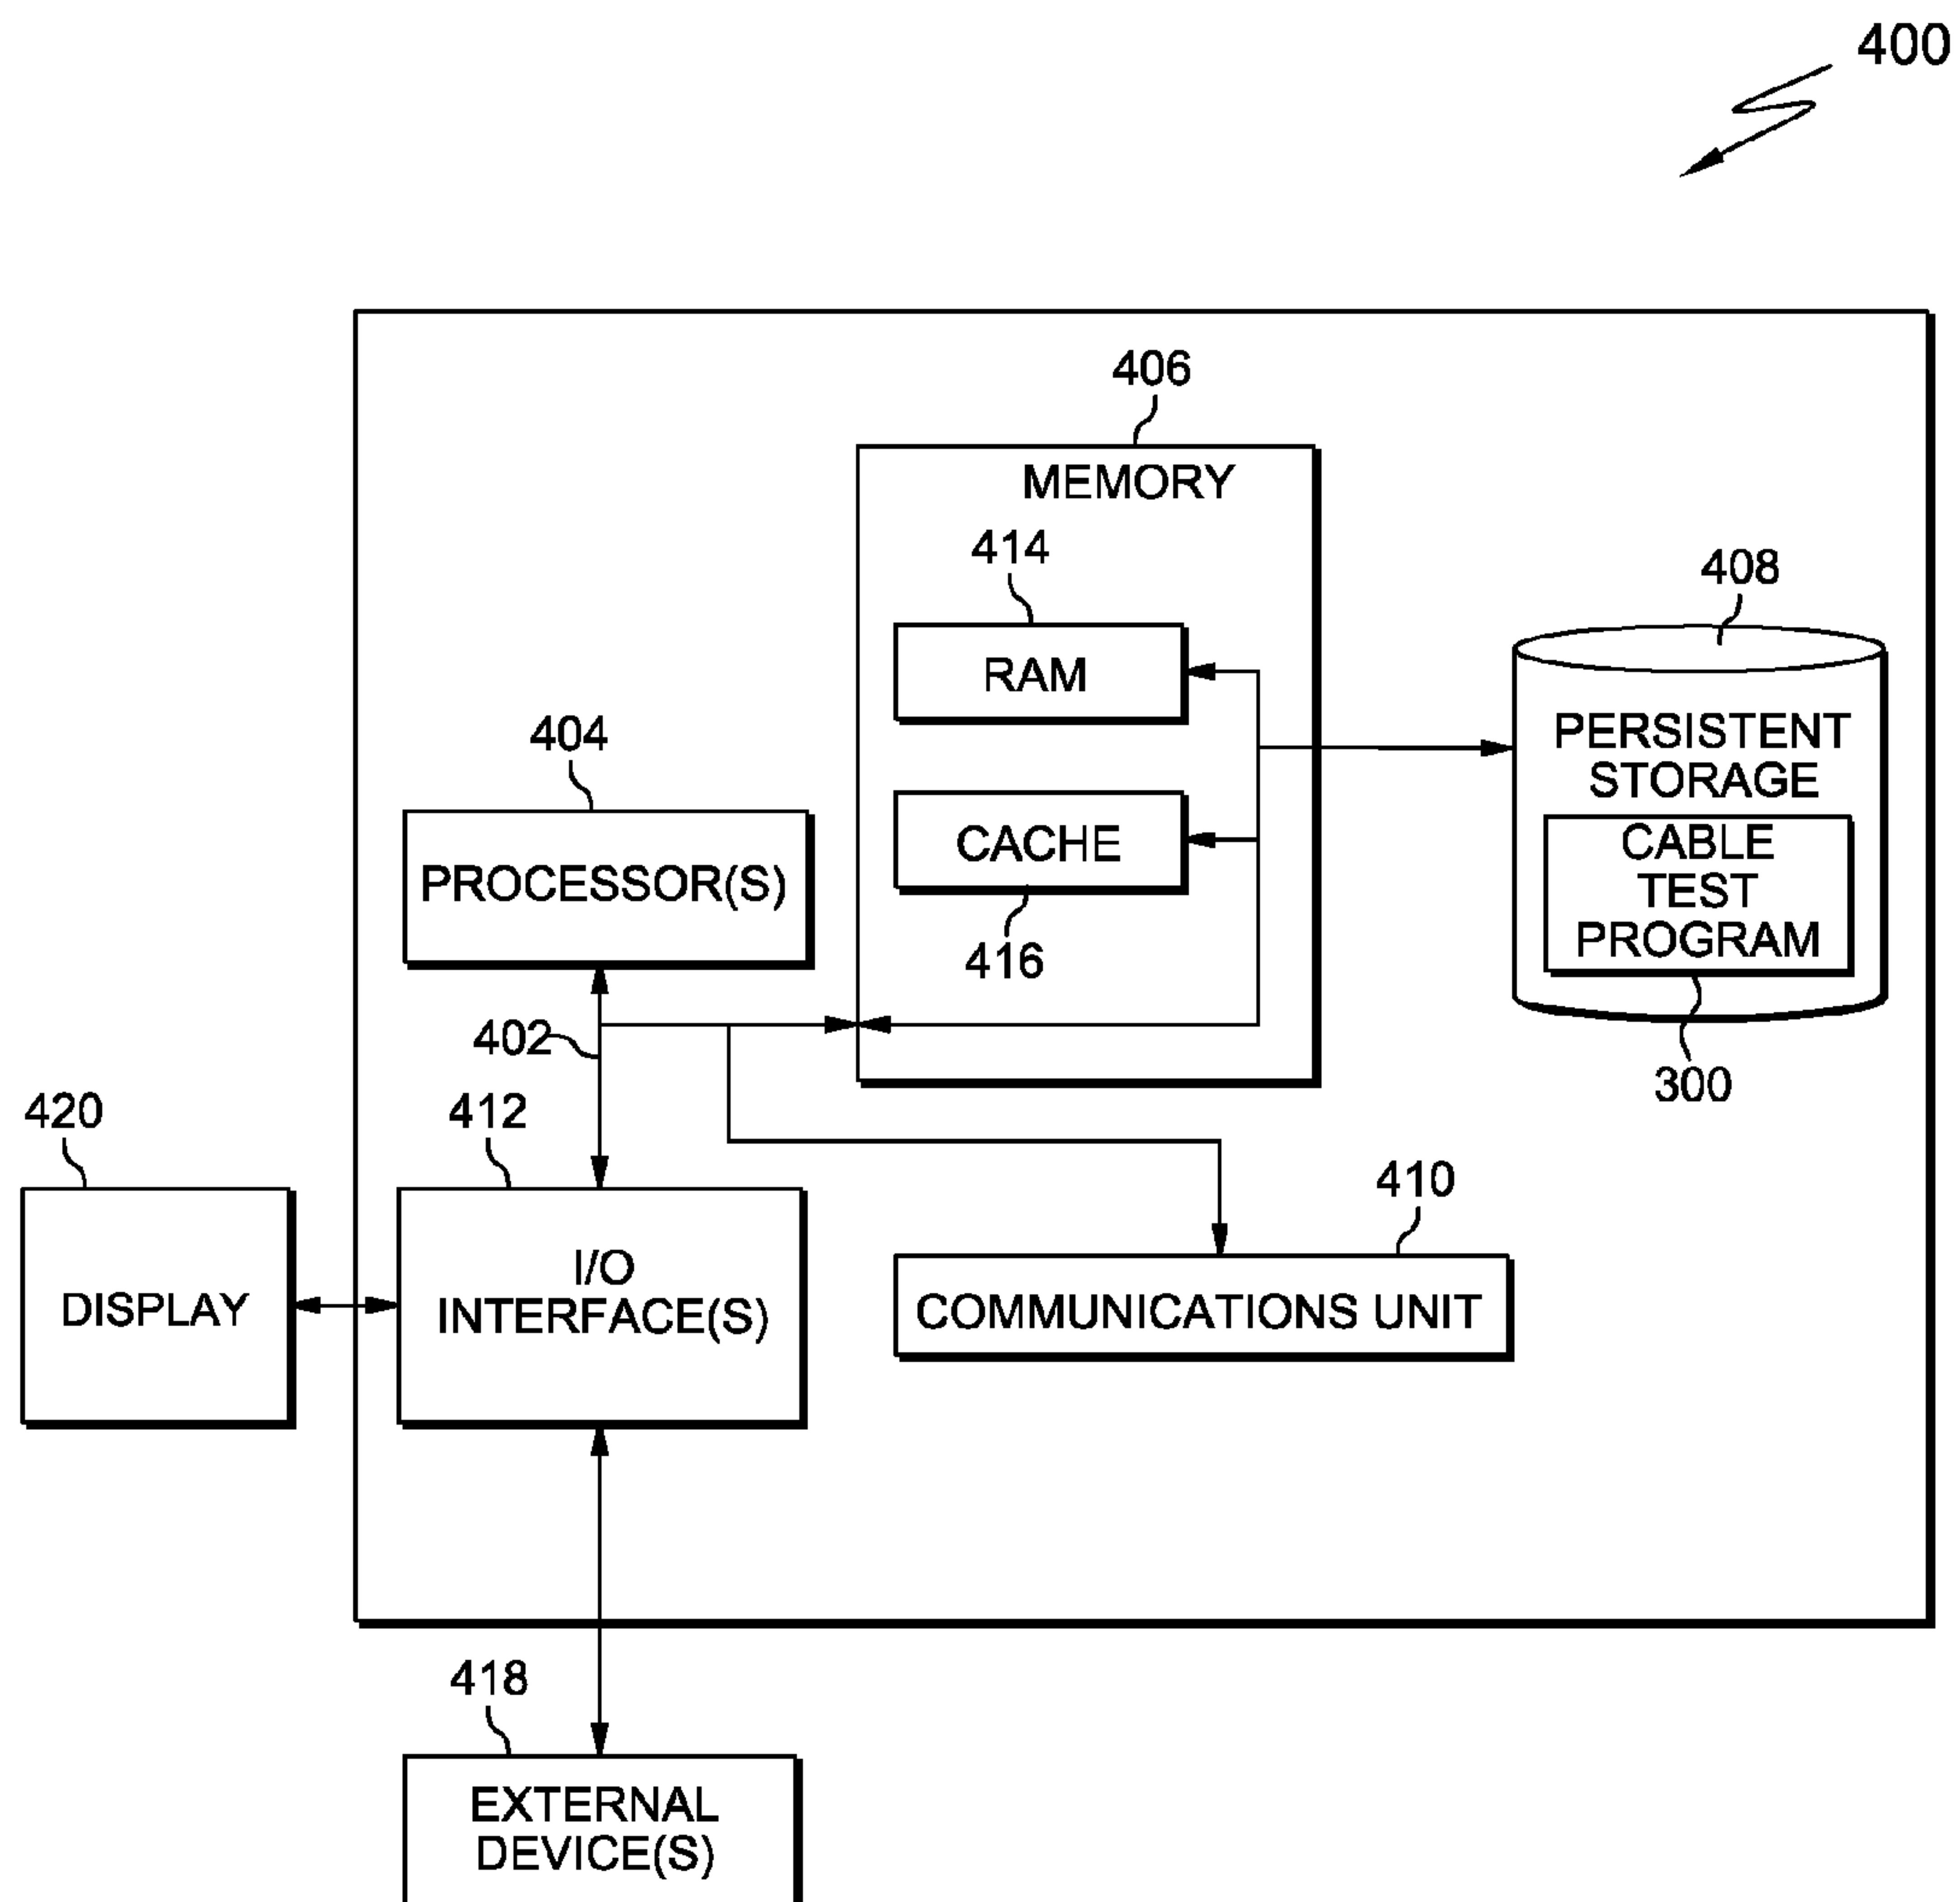 400
406
MEMORY
414
RAM
408
PERSISTENT
STORAGE
404
PROCESSOR(S)
CACHE
416
CABLE
TEST
PROGRAM
300
402
420
412
DISPLAY
I/O
INTERFACE(S)
410
COMMUNICATIONS UNIT
418
EXTERNAL
DEVICE(S)